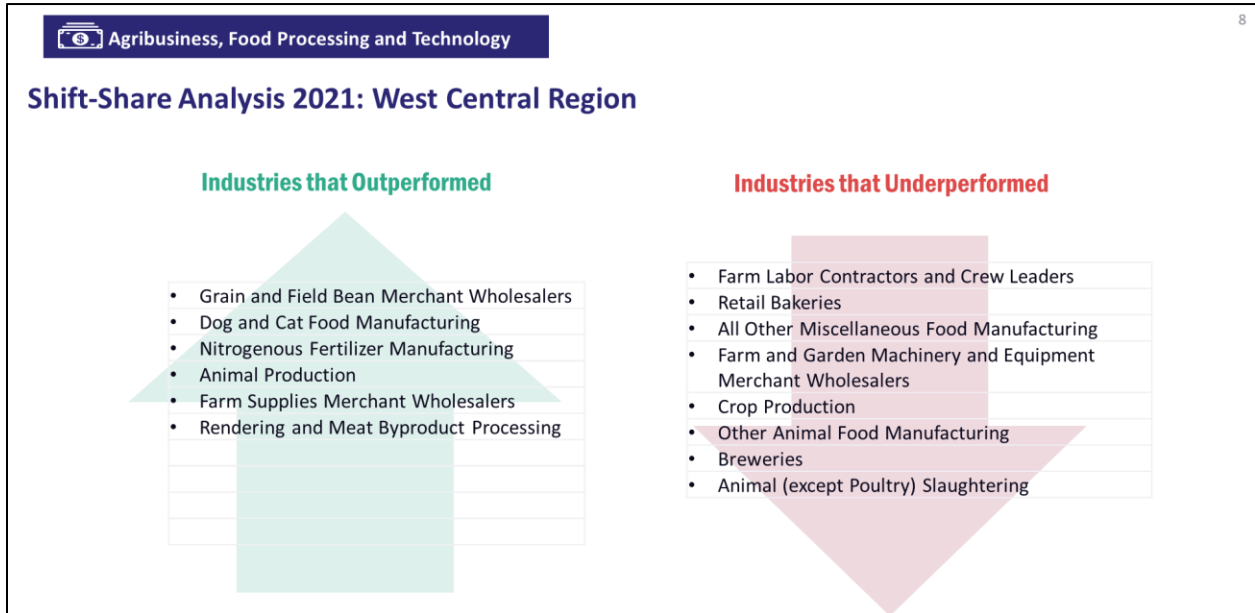 8
Agribusiness, Food Processing and Technology
Shift-Share Analysis 2021: West Central Region
Industries that Outperformed
• Grain and Field Bean Merchant Wholesalers
• Dog and Cat Food Manufacturing
• Nitrogenous Fertilizer Manufacturing
• Animal Production
• Farm Supplies Merchant Wholesalers
• Rendering and Meat Byproduct Processing
Industries that Underperformed
• Farm Labor Contractors and Crew Leaders
• Retail Bakeries
• All Other Miscellaneous Food Manufacturing
• Farm and Garden Machinery and Equipment
Merchant Wholesalers
• Crop Production
• Other Animal Food Manufacturing
• Breweries
• Animal (except Poultry) Slaughtering